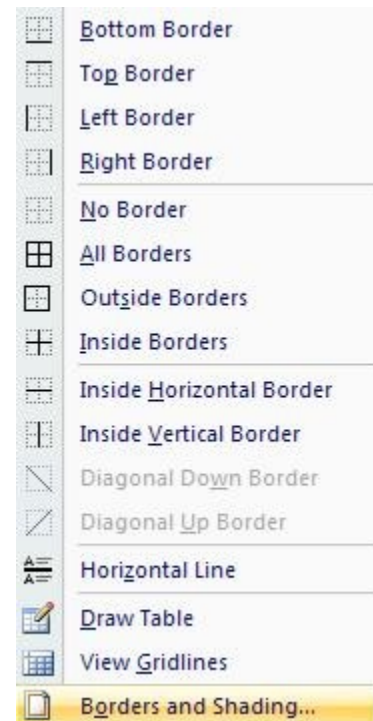 Bottom Border
Top Border
Left Border
Right Border
No Border
All Borders
Outside Borders
Inside Borders
Inside Horizontal Border
Inside Vertical Border
Diagonal Down Border
Diagonal Up Border
Horizontal Line
Draw Table
View Gridlines
Borders and Shading...